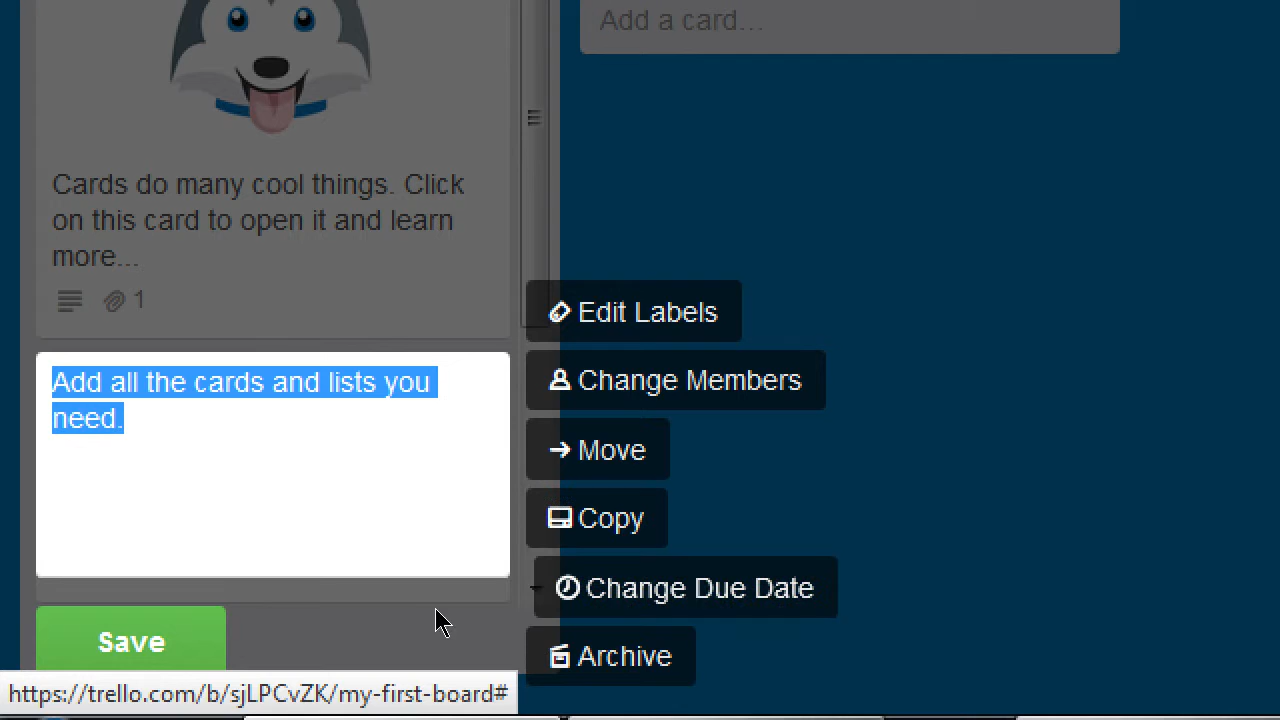 Add a card...
Cards do many cool things. Click
on this card to open it and learn
more...
1
Edit Labels
Add all the cards and lists you
need.
Change Members
Move
Copy
Change Due Date
Save
Archive
https://trello.com/b/sjLPCvZK/my-first-board#